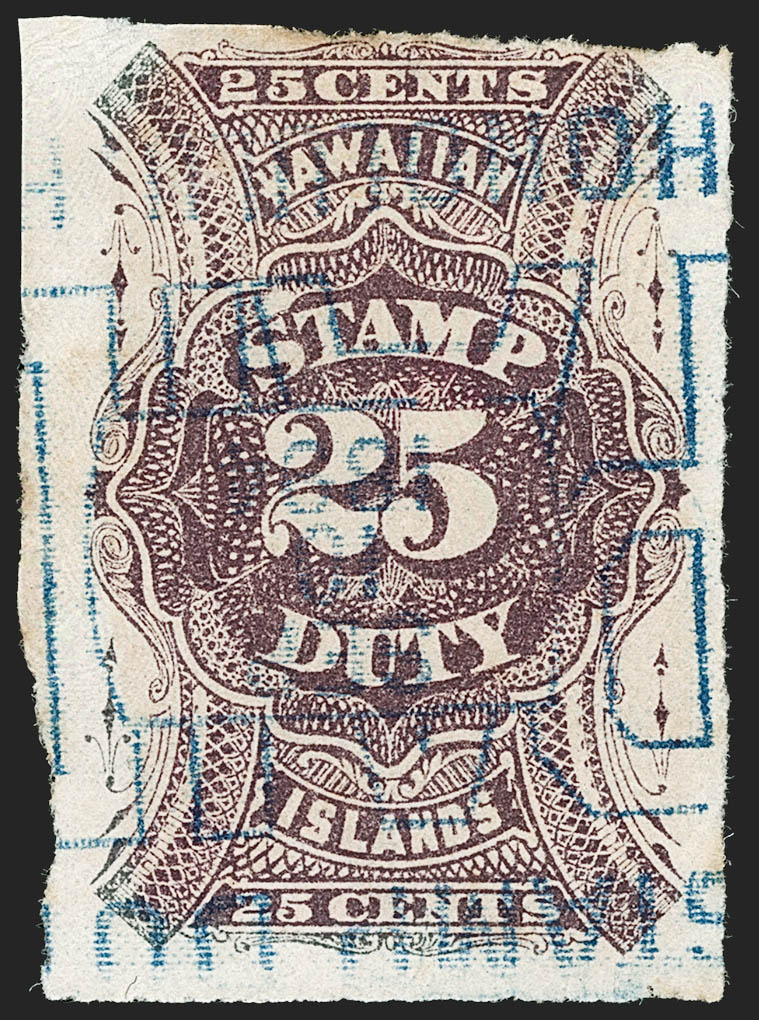 25 CENTS
HAWAIIAN
STAMP
25
DUTY
ISLANDS
25 CENTS